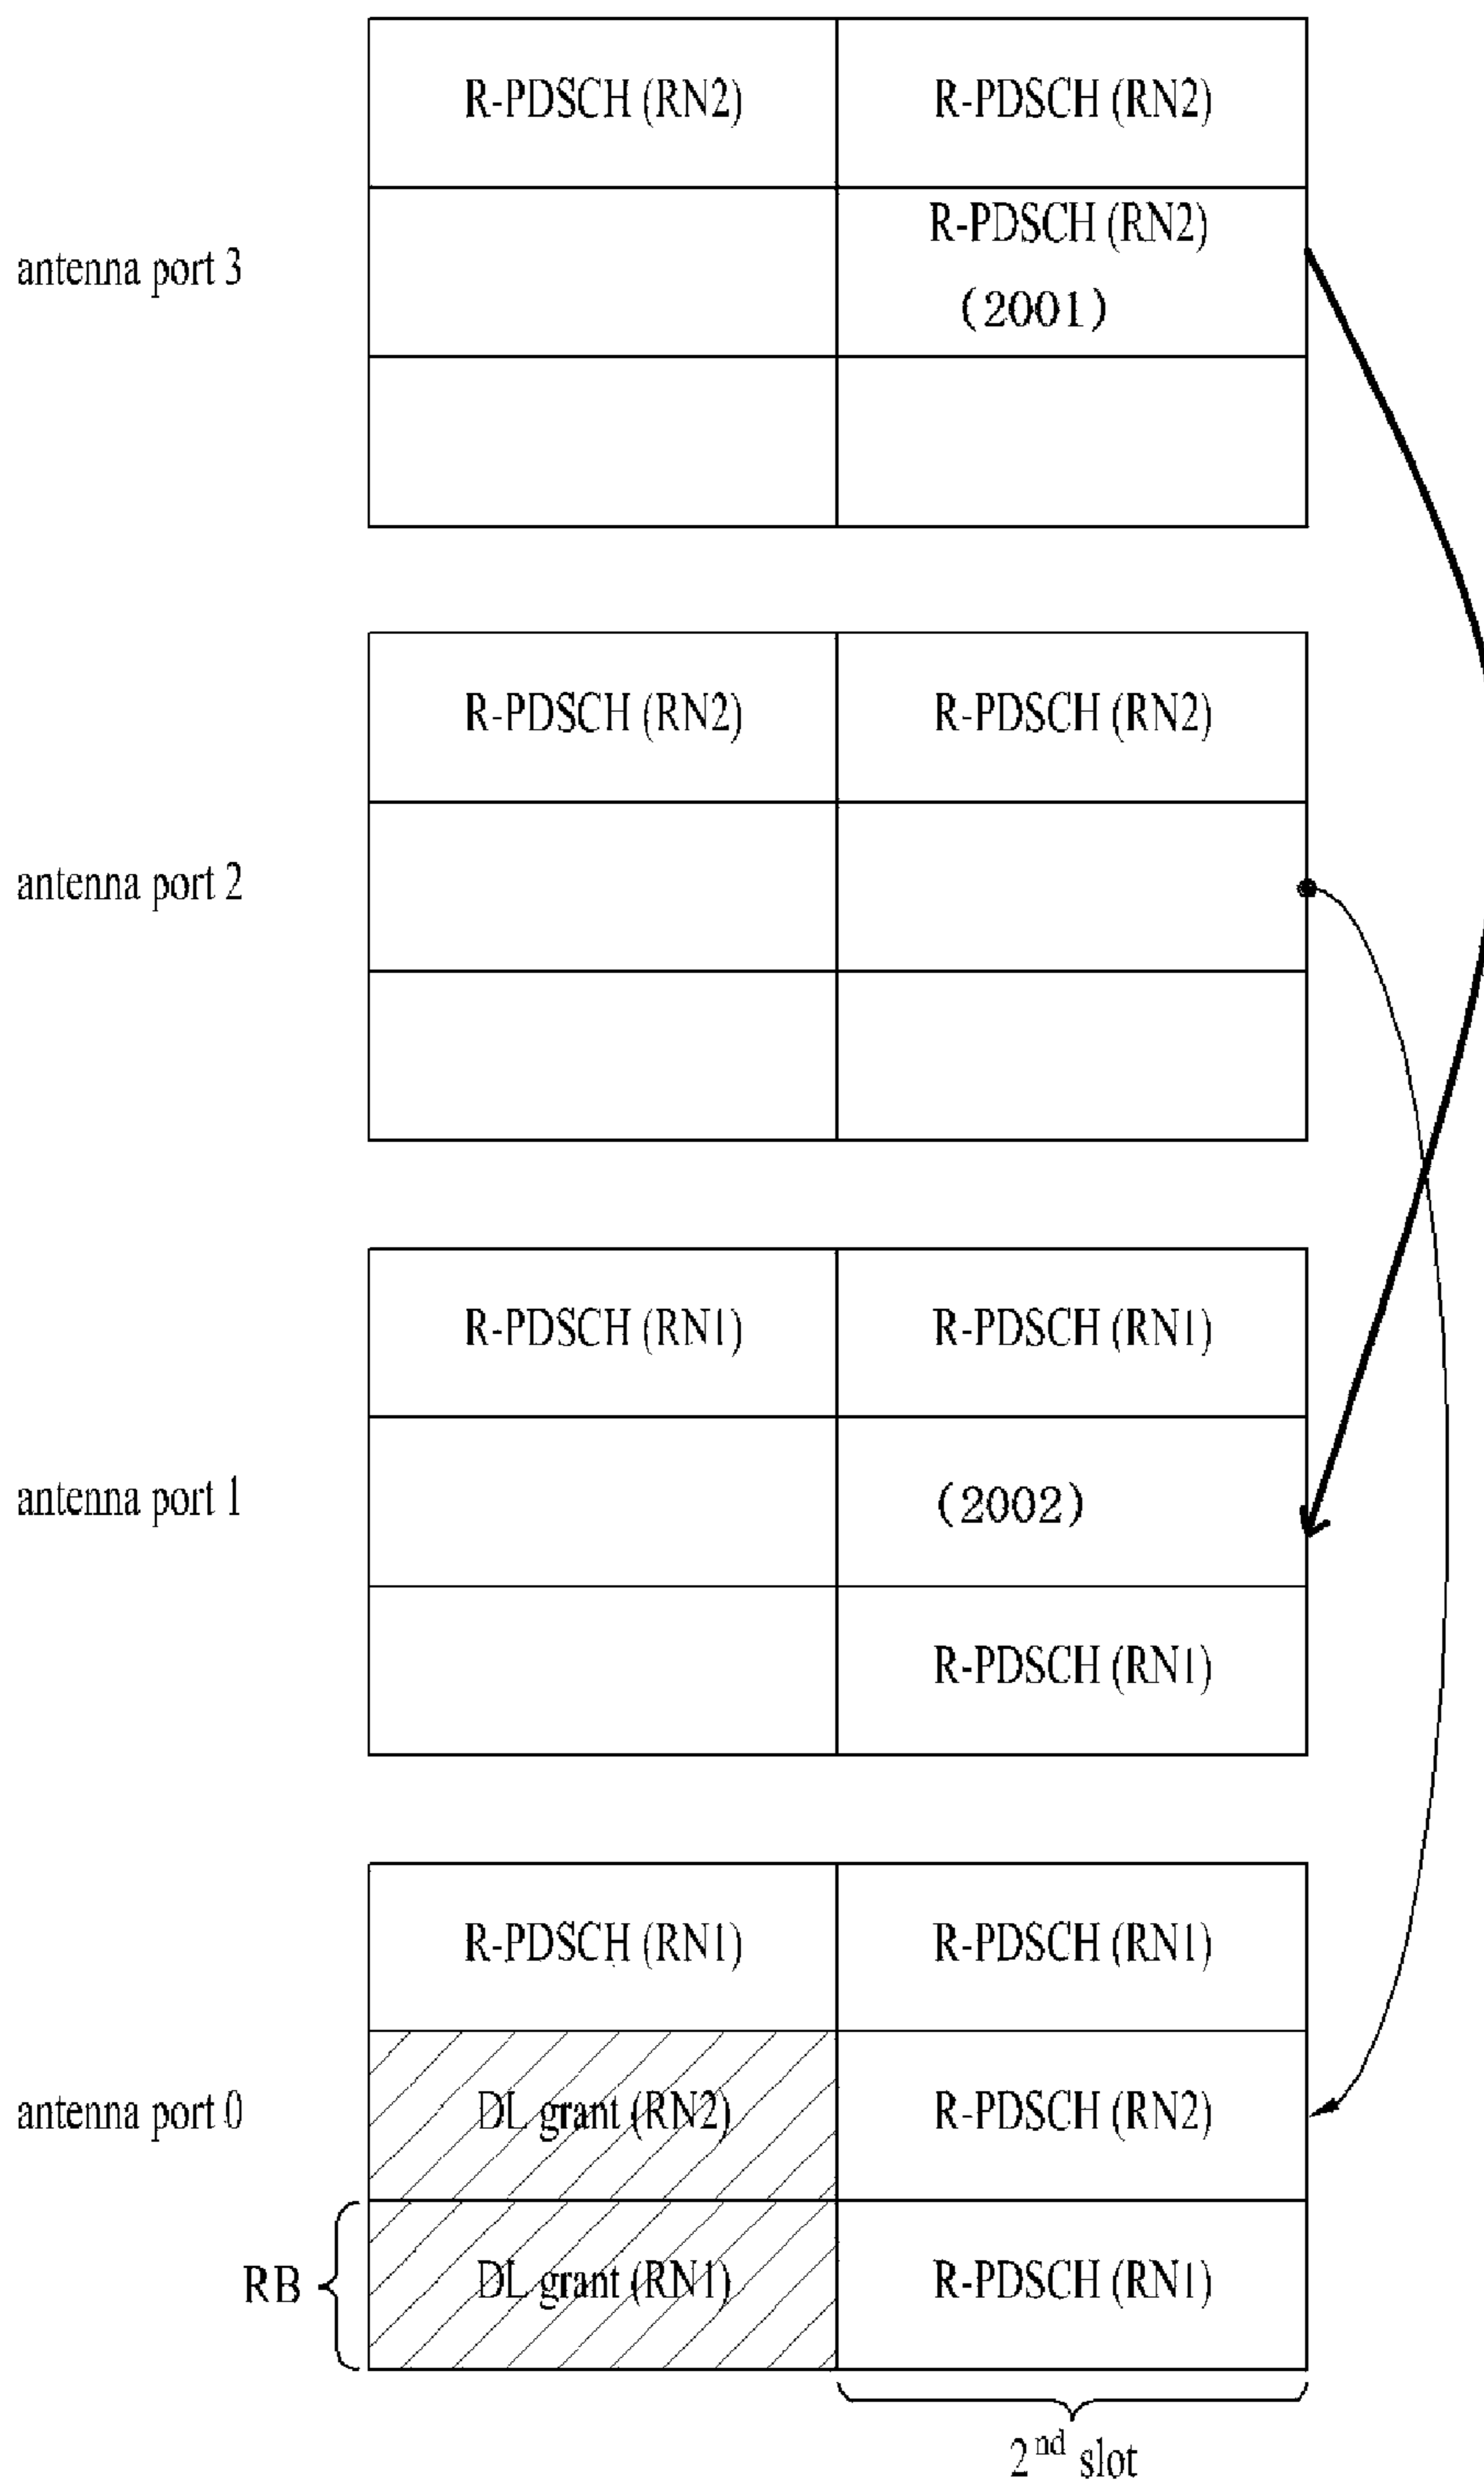 R-PDSCH (RN2) R-PDSCH (RN2)
antenna port 3
R-PDSCH (RN2)
(2001)
R-PDSCH (RN2) R-PDSCH (RN2)
antenna port 2
R-PDSCH (RN1) R-PDSCH (RN1)
antenna port 1
(2002)
R-PDSCH (RN1)
R-PDSCH (RN1) R-PDSCH (RN1)
antenna port 0
DL grant (RN2) R-PDSCH (RN2)
RB
DL grant (RN1) R-PDSCH (RN1)
2nd slot